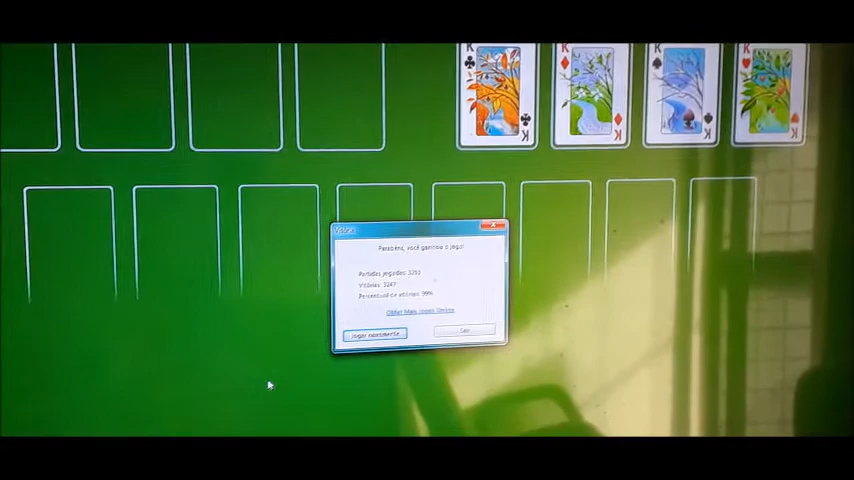 K K K K
Vitória
Parabéns, você ganhou o jogo!
Partidas jogadas: 3253
Vitórias: 3247
Percentual de vitórias: 99%
Obter Mais Jogos Online
Jogar novamente
Sair